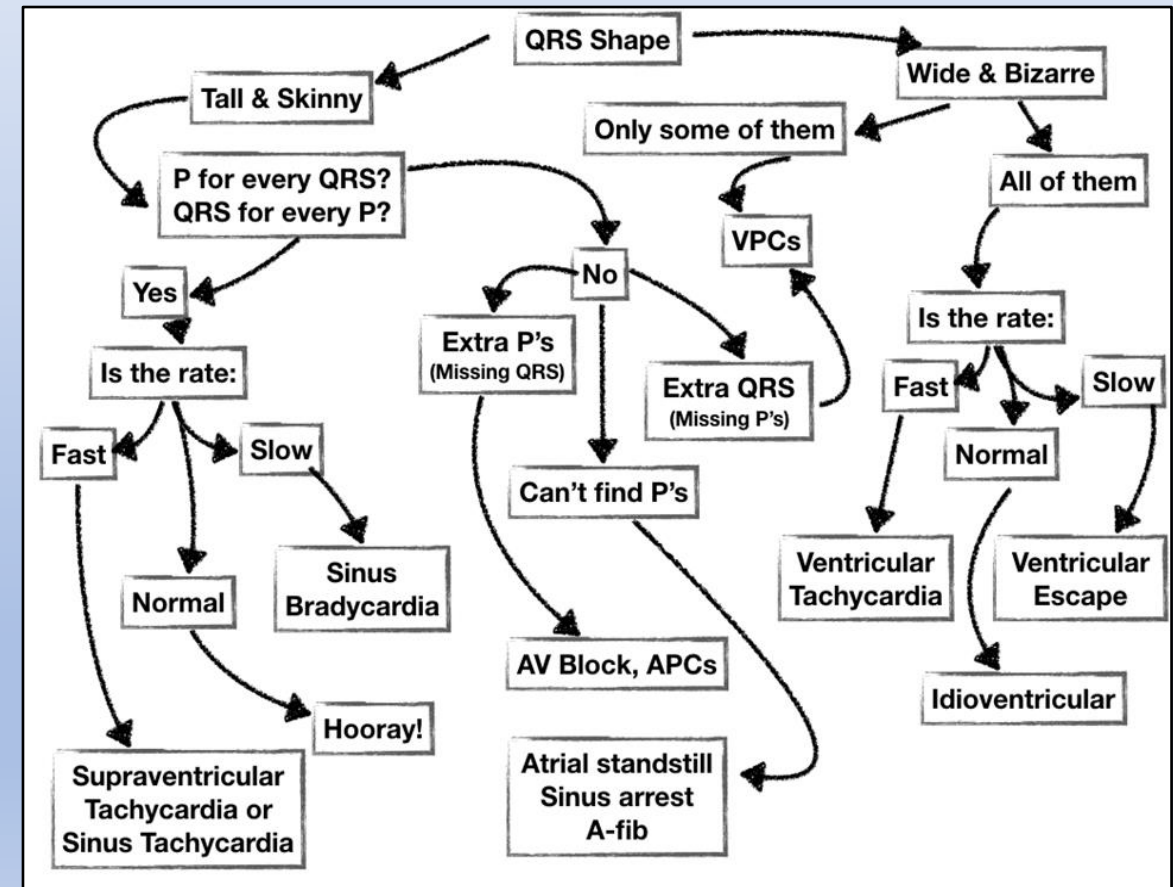 QRS Shape
Tall & Skinny
Wide & Bizarre
Only some of them
All of them
P for every QRS?
QRS for every P?
VPCs
Yes
No
Is the rate:
Extra P's
(Missing QRS)
Extra QRS
(Missing P's)
Is the rate:
Fast
Slow
Fast
Slow
Normal
Can't find P's
Sinus
Bradycardia
Normal
Ventricular
Tachycardia
Ventricular
Escape
AV Block, APCs
Idioventricular
Hooray!
Supraventricular
Tachycardia or
Sinus Tachycardia
Atrial standstill
Sinus arrest
A-fib